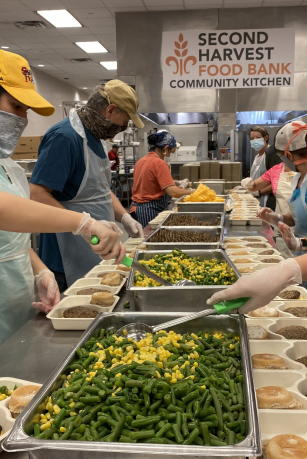 SECOND
HARVEST
FOOD BANK
COMMUNITY KITCHEN